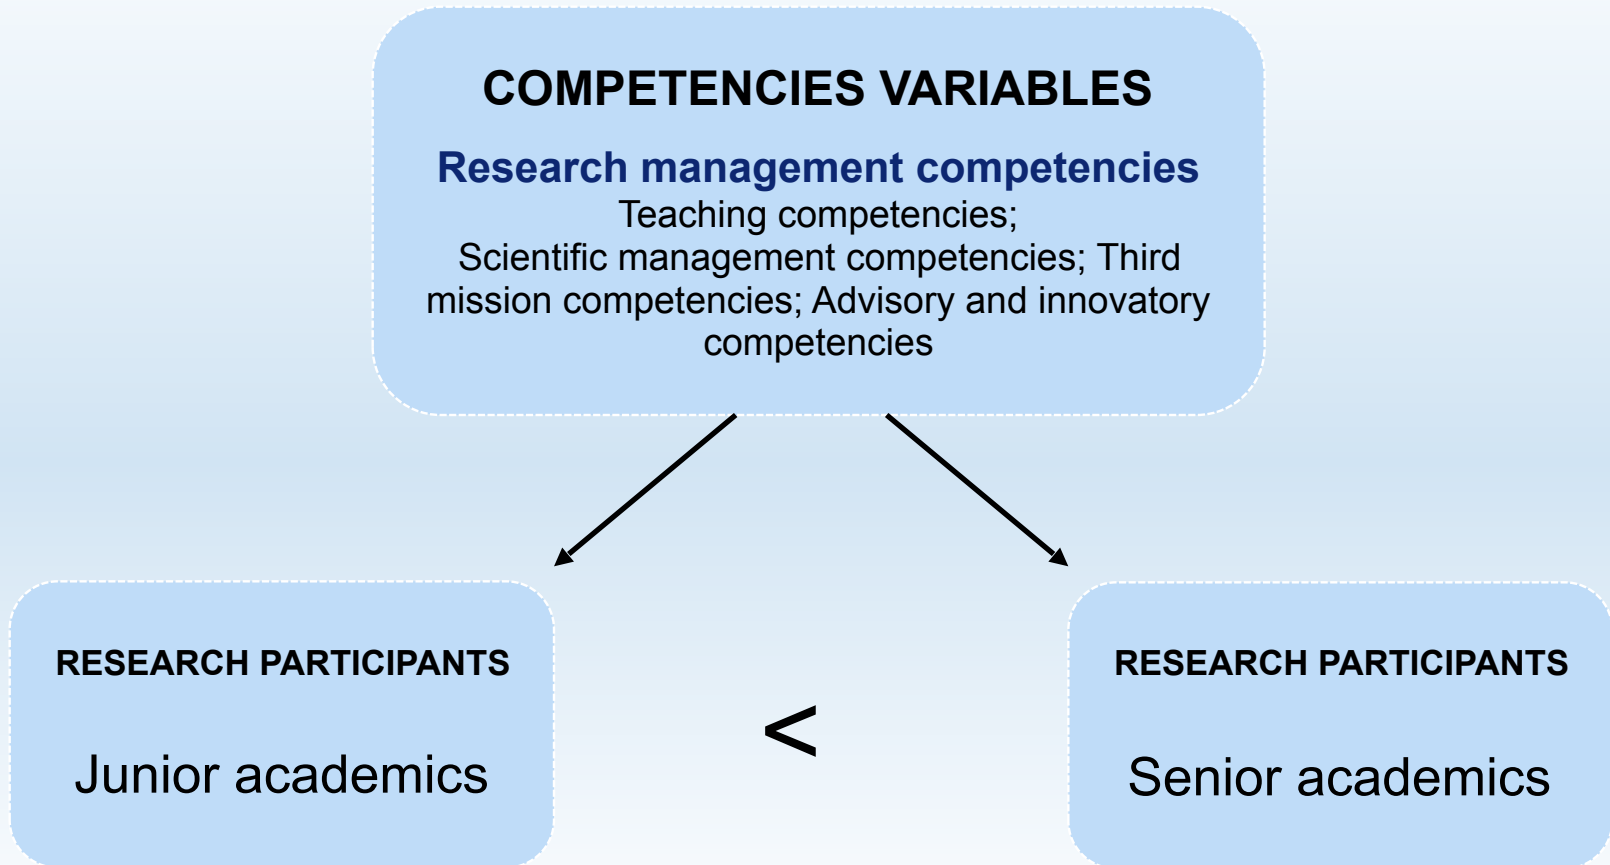 COMPETENCIES VARIABLES
Research management competencies
Teaching competencies;
Scientific management competencies; Third
mission competencies; Advisory and innovatory
competencies
RESEARCH PARTICIPANTS
Junior academics
<
RESEARCH PARTICIPANTS
Senior academics